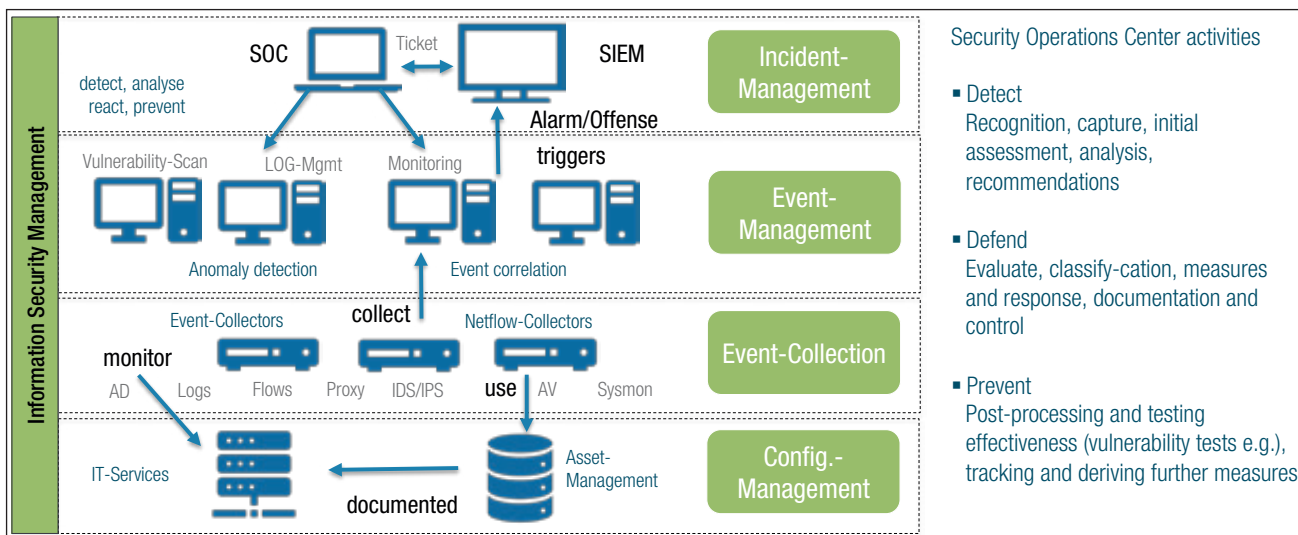 Information Security Management
SOC
Ticket
SIEM
detect, analyse
react, prevent
Incident-
Management
Alarm/Offense
triggers
Vulnerability-Scan
LOG-Mgmt
Monitoring
Event-
Management
Anomaly detection
Event correlation
collect
Event-Collectors
Netflow-Collectors
monitor
Event-Collection
AD
Logs
Flows
Proxy
IDS/IPS
use
AV
Sysmon
IT-Services
Asset-
Management
documented
Config.-
Management
Security Operations Center activities
▪ Detect
Recognition, capture, initial
assessment, analysis,
recommendations
▪ Defend
Evaluate, classify-cation, measures
and response, documentation and
control
▪ Prevent
Post-processing and testing
effectiveness (vulnerability tests e.g.),
tracking and deriving further measures